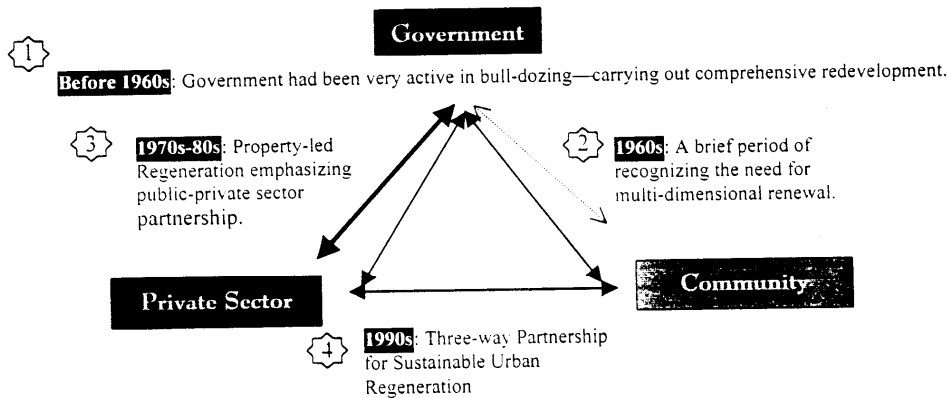 Government
1
Before 1960s: Government had been very active in bull-dozing—carrying out comprehensive redevelopment.
3
1970s-80s: Property-led
Regeneration emphasizing
public-private sector
partnership.
2
1960s: A brief period of
recognizing the need for
multi-dimensional renewal.
Private Sector
Community
4
1990s: Three-way Partnership
for Sustainable Urban
Regeneration